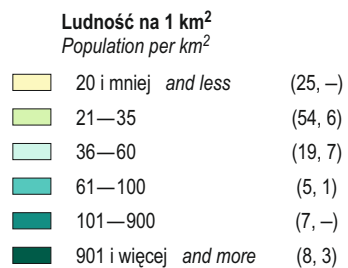 Ludność na 1 km²
Population per km²
20 i mniej and less (25, –)
21—35 (54, 6)
36—60 (19, 7)
61—100 (5, 1)
101—900 (7, –)
901 i więcej and more (8, 3)